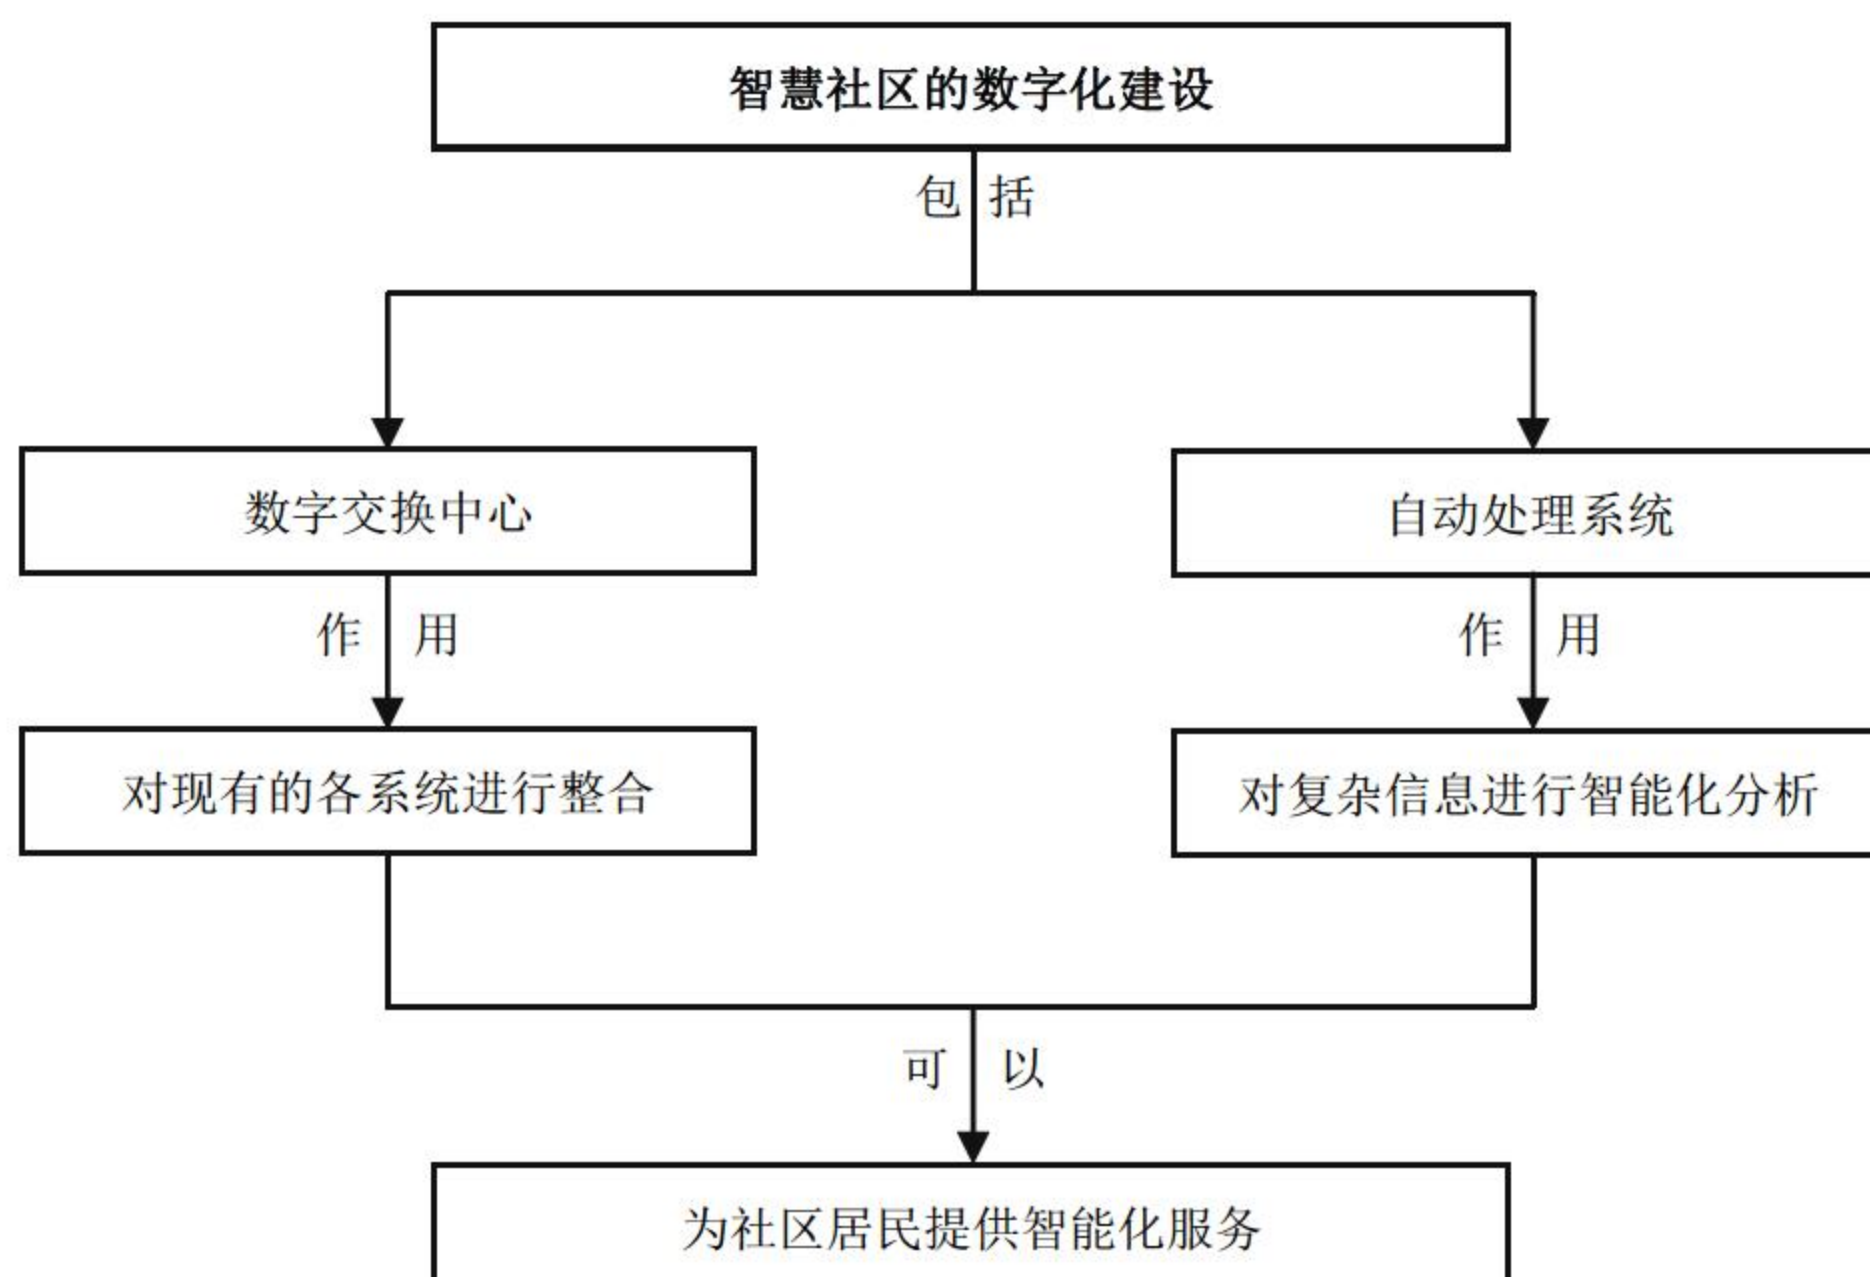 智慧社区的数字化建设
包括
数字交换中心
自动处理系统
作用
作用
对现有的各系统进行整合
对复杂信息进行智能化分析
可以
为社区居民提供智能化服务